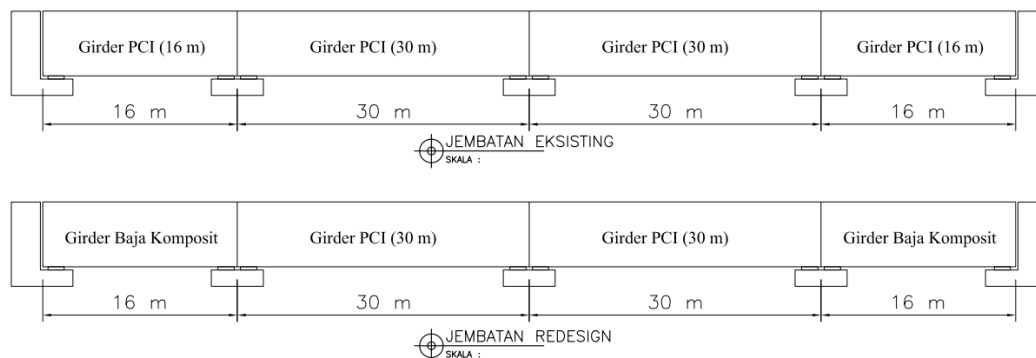 Girder PCI (16 m) Girder PCI (30 m) Girder PCI (30 m) Girder PCI (16 m)
16 m 30 m 30 m 16 m
JEMBATAN EKSISTING
SKALA :
Girder Baja Komposit Girder PCI (30 m) Girder PCI (30 m) Girder Baja Komposit
16 m 30 m 30 m 16 m
JEMBATAN REDESIGN
SKALA :